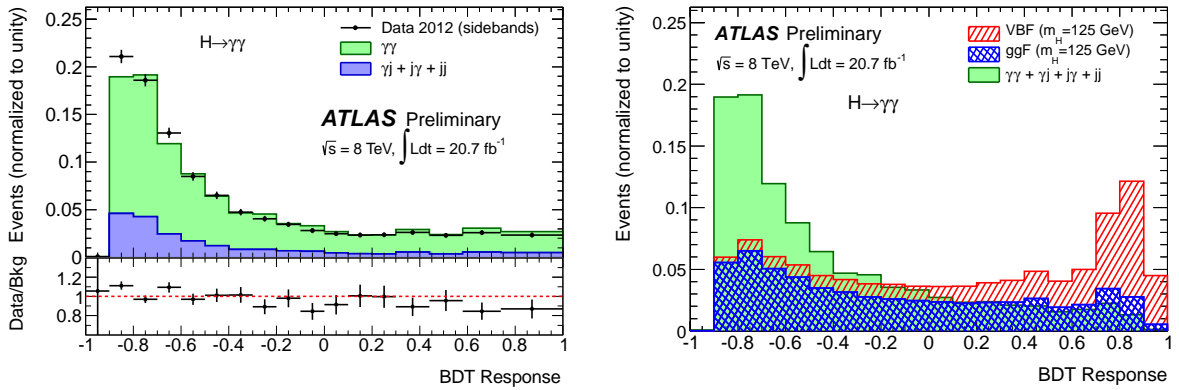 Events (normalized to unity)
0.25
0.2
0.15
0.1
0.05
0
H→γγ
Data 2012 (sidebands)
γγ
γj + jγ + jj
ATLAS Preliminary
√s = 8 TeV, ∫Ldt = 20.7 fb-1
Data/Bkg
1.2
1
0.8
-1 -0.8 -0.6 -0.4 -0.2 0 0.2 0.4 0.6 0.8 1
BDT Response
Events (normalized to unity)
0.25
0.2
0.15
0.1
0.05
0
ATLAS Preliminary
√s = 8 TeV, ∫Ldt = 20.7 fb-1
H→γγ
VBF (mH=125 GeV)
ggF (mH=125 GeV)
γγ + γj + jγ + jj
-1 -0.8 -0.6 -0.4 -0.2 0 0.2 0.4 0.6 0.8 1
BDT Response